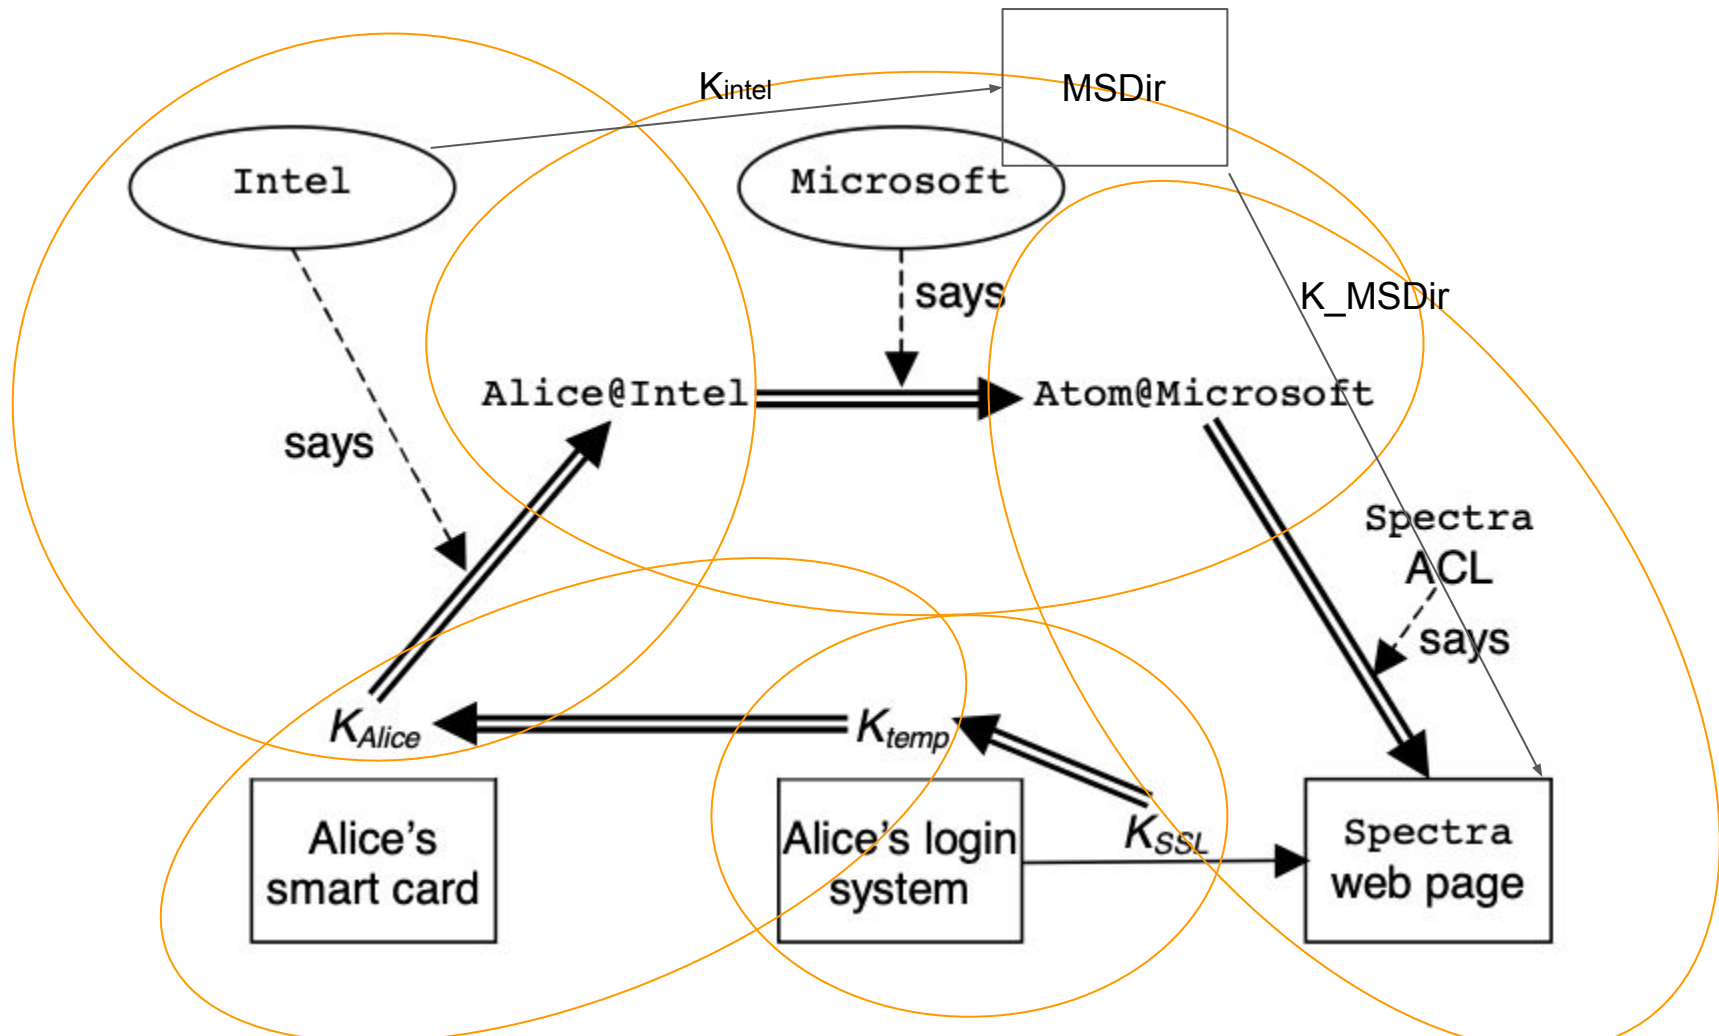 Kintel
MSDir
Intel
Microsoft
says
K_MSDir
Alice@Intel
Atom@Microsoft
says
Spectra
ACL
says
KAlice
Ktemp
KSSL
Alice’s
smart card
Alice’s login
system
Spectra
web page